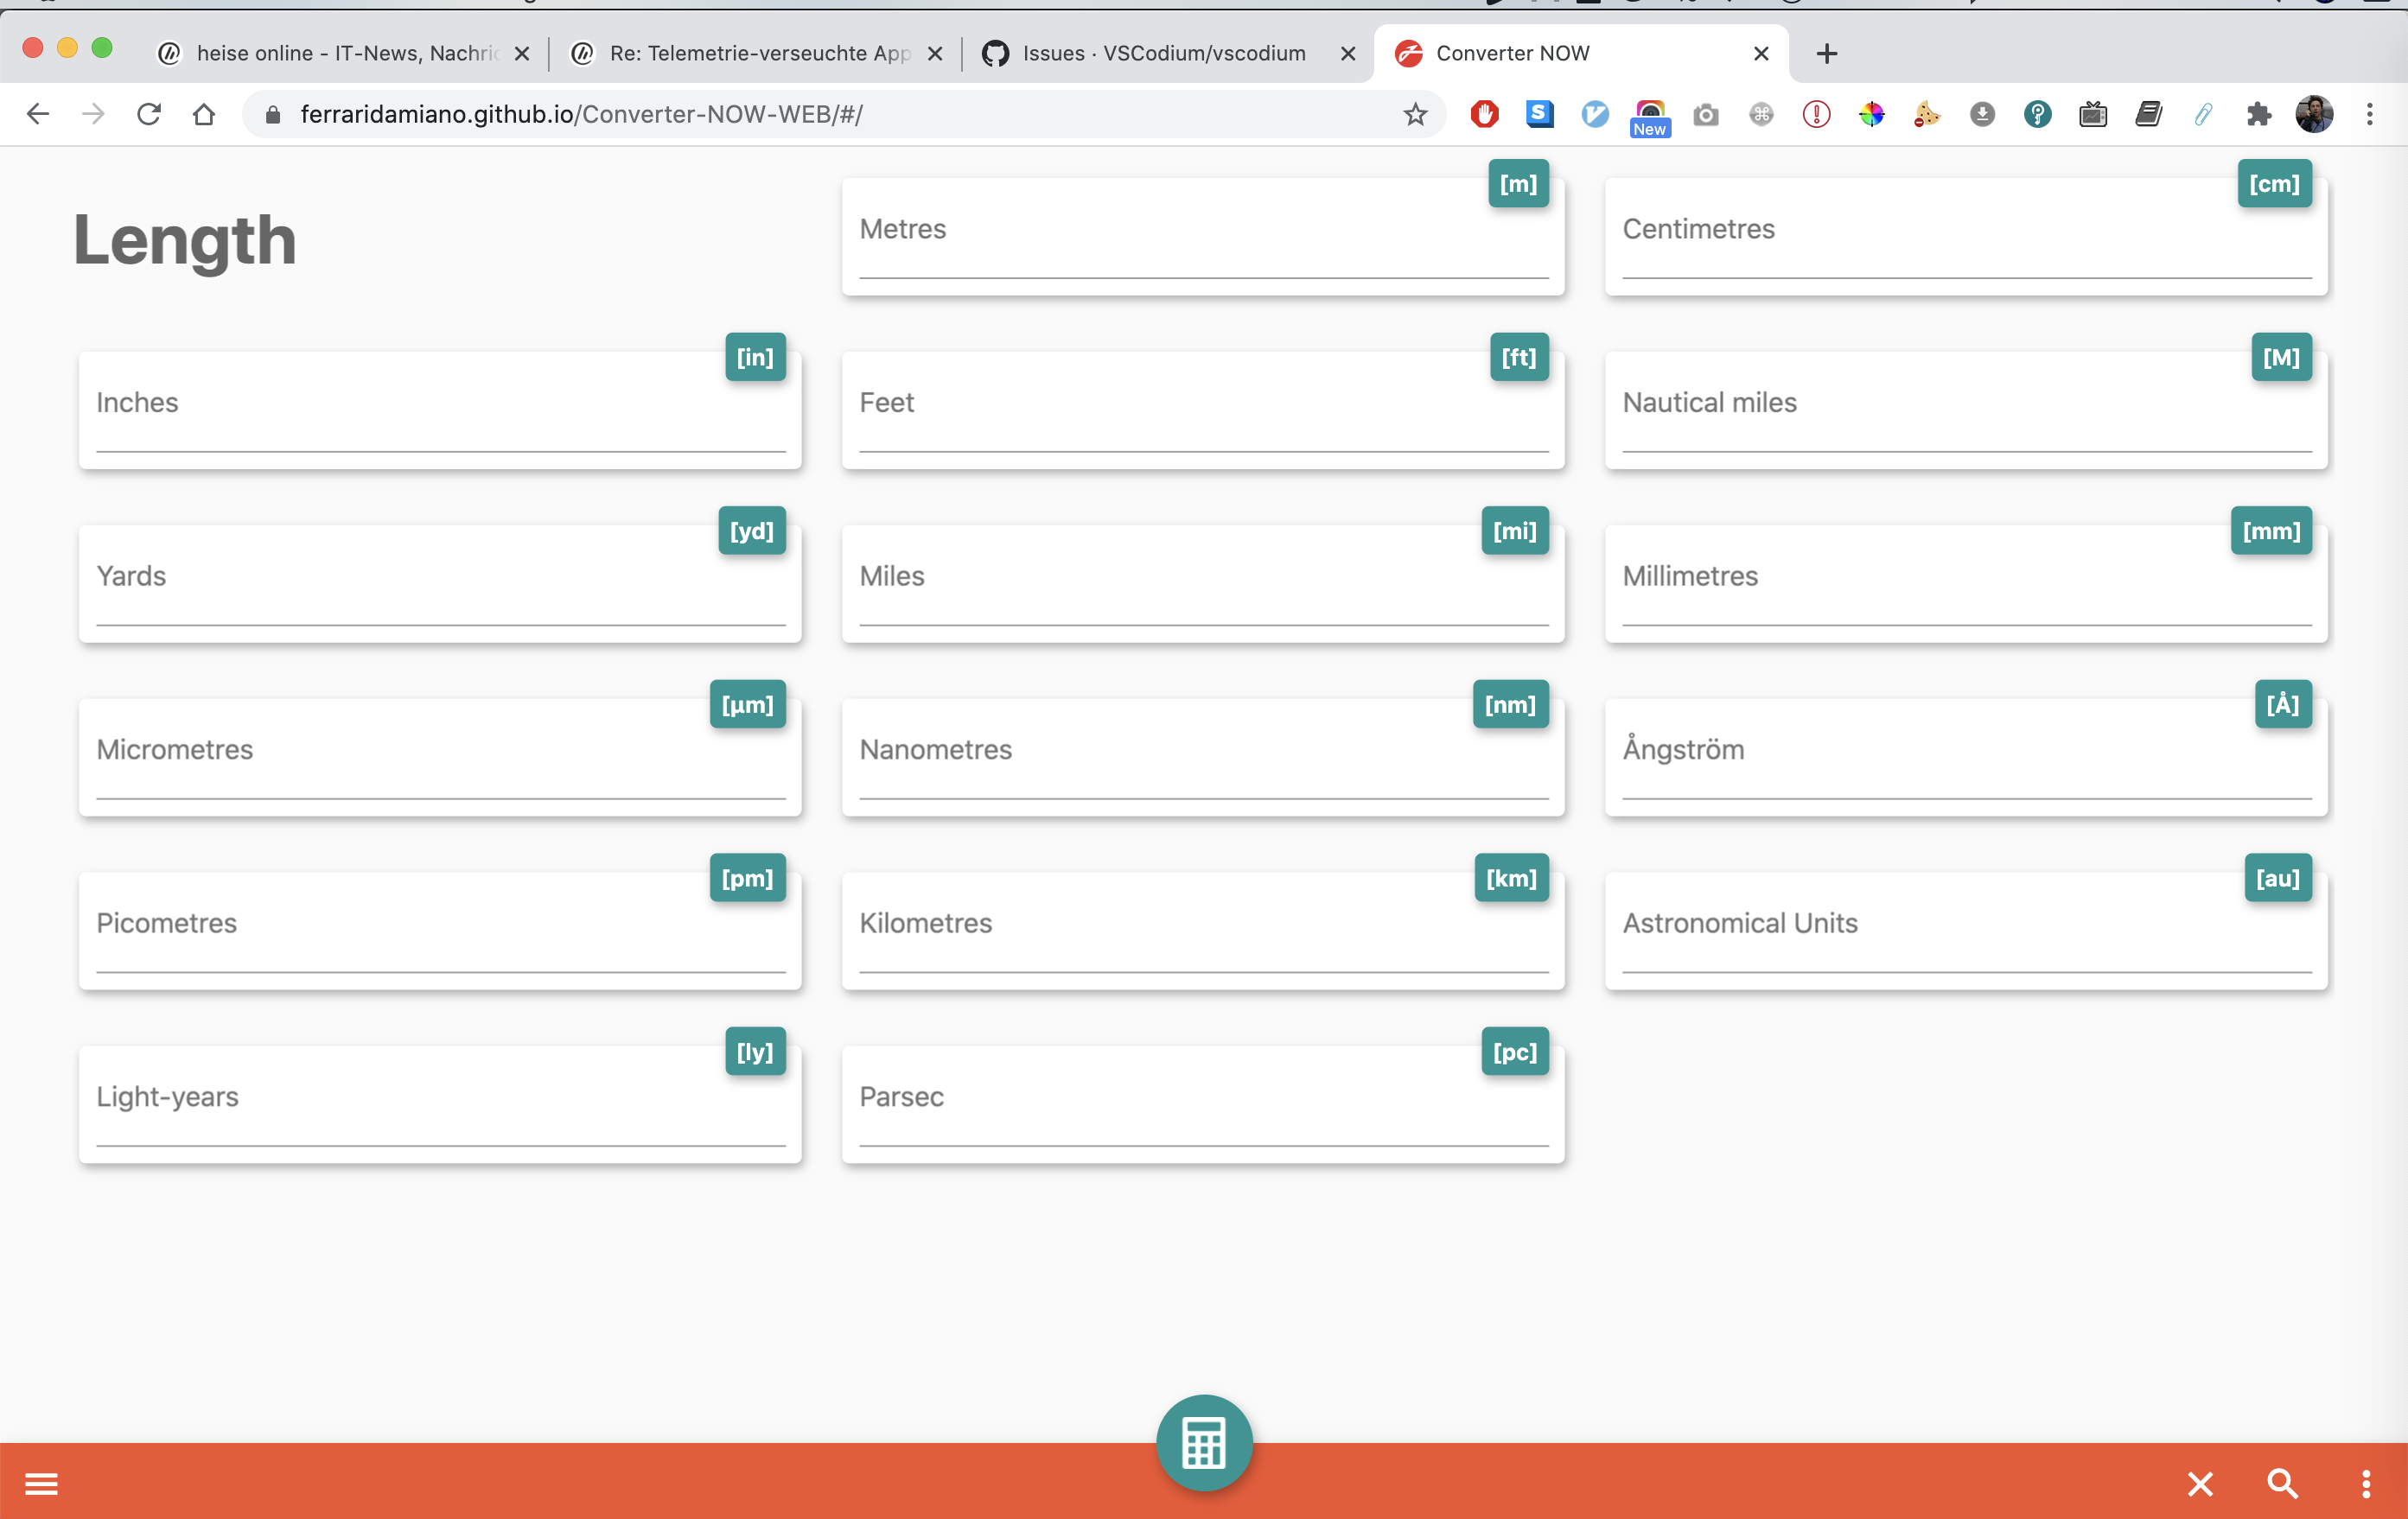 heise online - IT-News, Nachric
Re: Telemetrie-verseuchte App
Issues · VSCodium/vscodium
Converter NOW
ferraridamiano.github.io/Converter-NOW-WEB/#/
New
Length
[m]
Metres
[cm]
Centimetres
[in]
Inches
[ft]
Feet
[M]
Nautical miles
[yd]
Yards
[mi]
Miles
[mm]
Millimetres
[µm]
Micrometres
[nm]
Nanometres
[Å]
Ångström
[pm]
Picometres
[km]
Kilometres
[au]
Astronomical Units
[ly]
Light-years
[pc]
Parsec